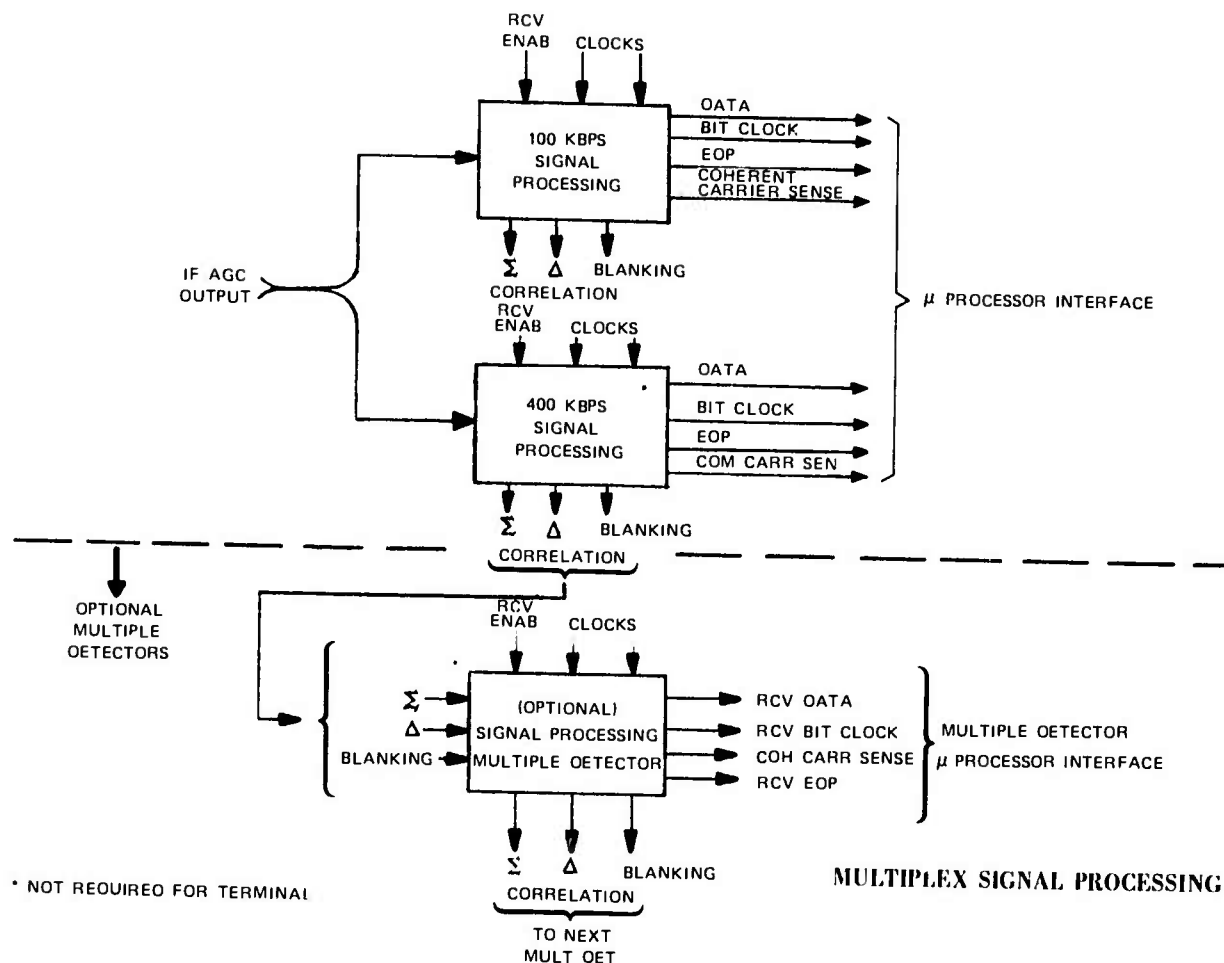 RCV
ENAB
CLOCKS
100 KBPS
SIGNAL
PROCESSING
OATA
BIT CLOCK
EOP
COHERENT
CARRIER SENSE
Σ Δ BLANKING
CORRELATION
IF AGC
OUTPUT
μ PROCESSOR INTERFACE
RCV
ENAB
CLOCKS
400 KBPS
SIGNAL
PROCESSING
OATA
BIT CLOCK
EOP
COM CARR SEN
Σ Δ BLANKING
CORRELATION
OPTIONAL
MULTIPLE
OETECTORS
RCV
ENAB
CLOCKS
Σ
Δ
BLANKING
(OPTIONAL)
SIGNAL PROCESSING
MULTIPLE OETECTOR
RCV OATA
RCV BIT CLOCK
COH CARR SENSE
RCV EOP
MULTIPLE OETECTOR
μ PROCESSOR INTERFACE
Σ Δ BLANKING
CORRELATION
TO NEXT
MULT OET
* NOT REQUIREO FOR TERMINAL
MULTIPLEX SIGNAL PROCESSING